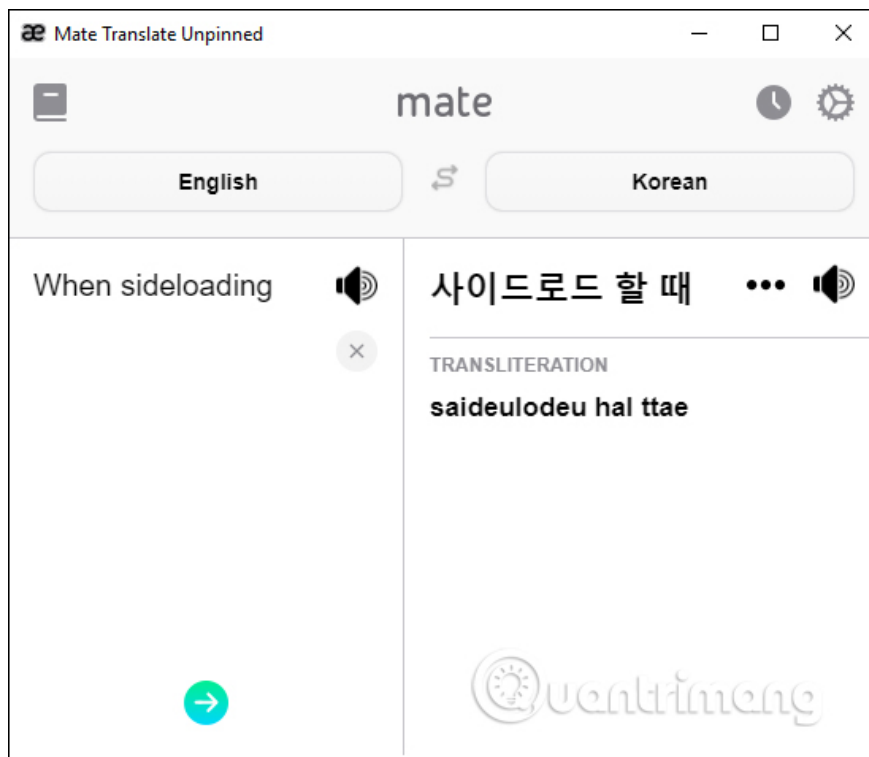 æ Mate Translate Unpinned
mate
English
Korean
When sideloading
사이드로드 할 때
TRANSLITERATION
saideulodeu hal ttae
Quantrimang